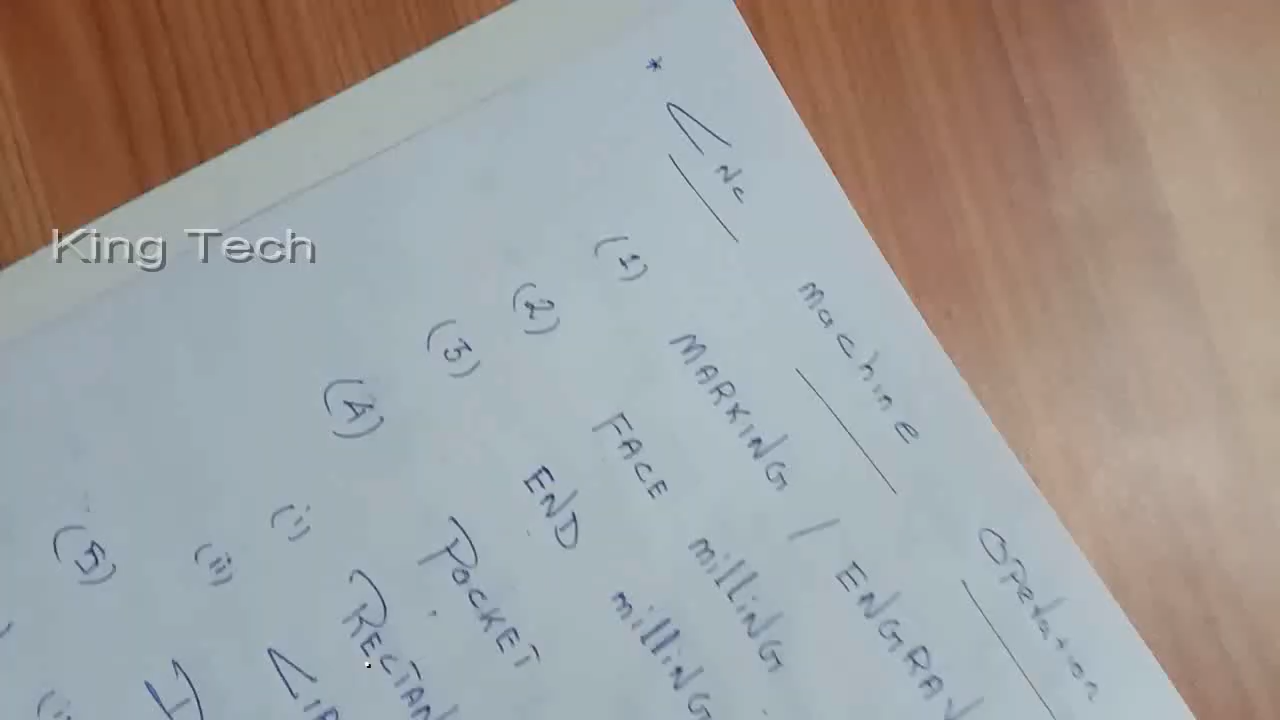 King Tech
* CNC machine operation
(1) MARKING / ENGRAV
(2) FACE milling
(3) END milling
(4) POCKET
(i) RECTAN
(ii) CIR
(5)